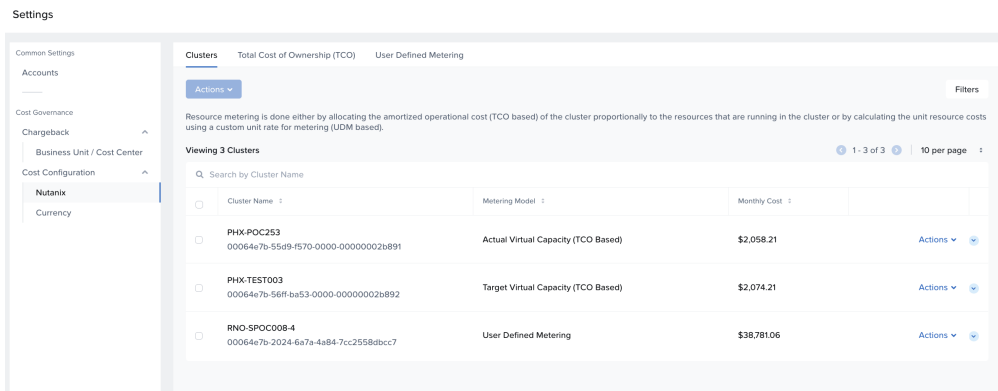 Settings
Common Settings
Accounts
Cost Governance
Chargeback
Business Unit / Cost Center
Cost Configuration
Nutanix
Currency
Clusters Total Cost of Ownership (TCO) User Defined Metering
Actions
Filters
Resource metering is done either by allocating the amortized operational cost (TCO based) of the cluster proportionally to the resources that are running in the cluster or by calculating the unit resource costs
using a custom unit rate for metering (UDM based).
Viewing 3 Clusters 1 - 3 of 3 10 per page
Search by Cluster Name
Cluster Name Metering Model Monthly Cost
PHX-POC253
00064e7b-55d9-f570-0000-00000002b891
Actual Virtual Capacity (TCO Based) $2,058.21 Actions
PHX-TEST003
00064e7b-56ff-ba53-0000-00000002b892
Target Virtual Capacity (TCO Based) $2,074.21 Actions
RNO-SPOC008-4
00064e7b-2024-6a7a-4a84-7cc2558dbcc7
User Defined Metering $38,781.06 Actions